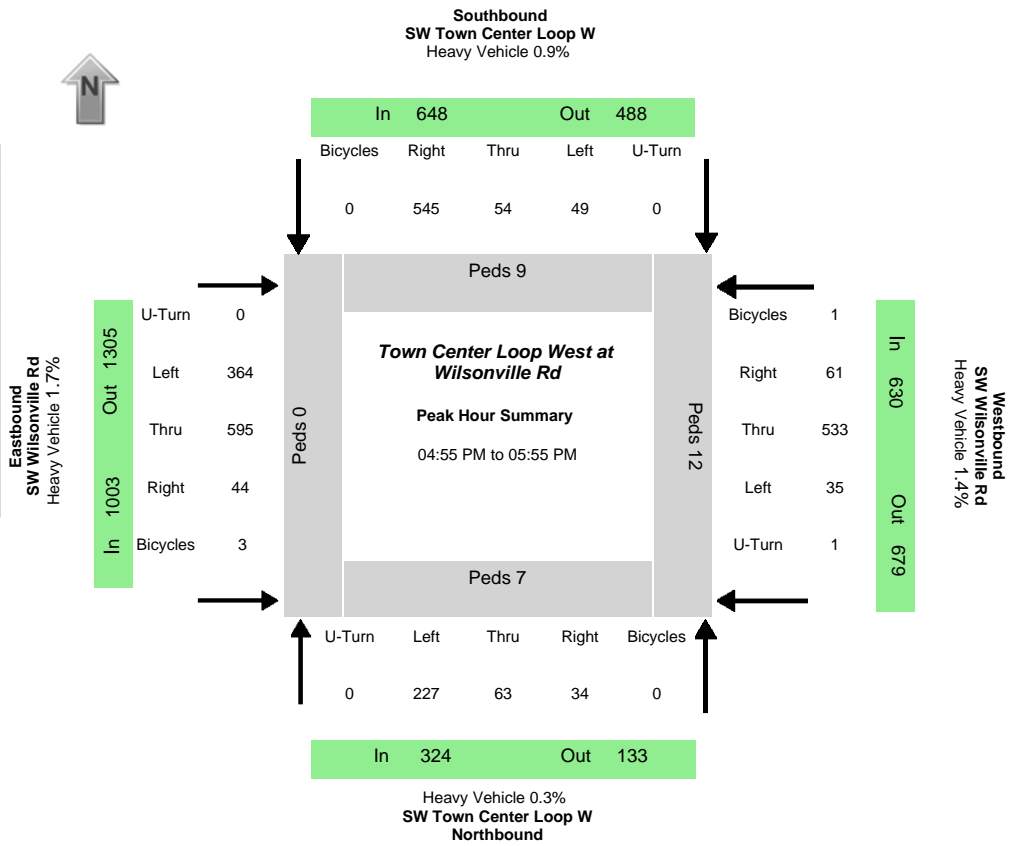 Southbound
SW Town Center Loop W
Heavy Vehicle 0.9%
N
In 648 Out 488
Bicycles Right Thru Left U-Turn
0 545 54 49 0
Peds 9
Eastbound
SW Wilsonville Rd
Heavy Vehicle 1.7%
In 1003 Out 1305
U-Turn 0
Left 364
Thru 595
Right 44
Bicycles 3
Peds 0
Town Center Loop West at
Wilsonville Rd
Peak Hour Summary
04:55 PM to 05:55 PM
Peds 12
Bicycles 1
Right 61
Thru 533
Left 35
U-Turn 1
In 630 Out 679
Westbound
SW Wilsonville Rd
Heavy Vehicle 1.4%
Peds 7
U-Turn Left Thru Right Bicycles
0 227 63 34 0
In 324 Out 133
Heavy Vehicle 0.3%
SW Town Center Loop W
Northbound